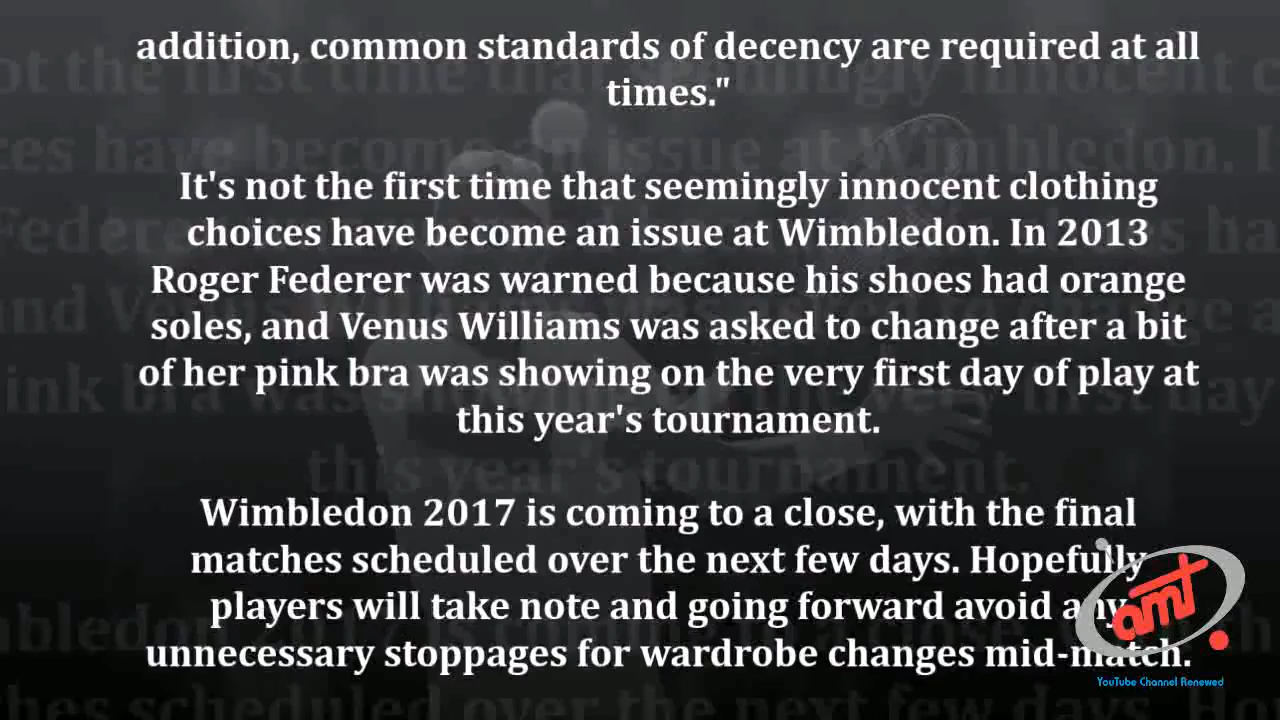 addition, common standards of decency are required at all
times."
It's not the first time that seemingly innocent clothing
choices have become an issue at Wimbledon. In 2013
Roger Federer was warned because his shoes had orange
soles, and Venus Williams was asked to change after a bit
of her pink bra was showing on the very first day of play at
this year's tournament.
Wimbledon 2017 is coming to a close, with the final
matches scheduled over the next few days. Hopefully
players will take note and going forward avoid any
unnecessary stoppages for wardrobe changes mid-match.
amt
YouTube Channel Renewed